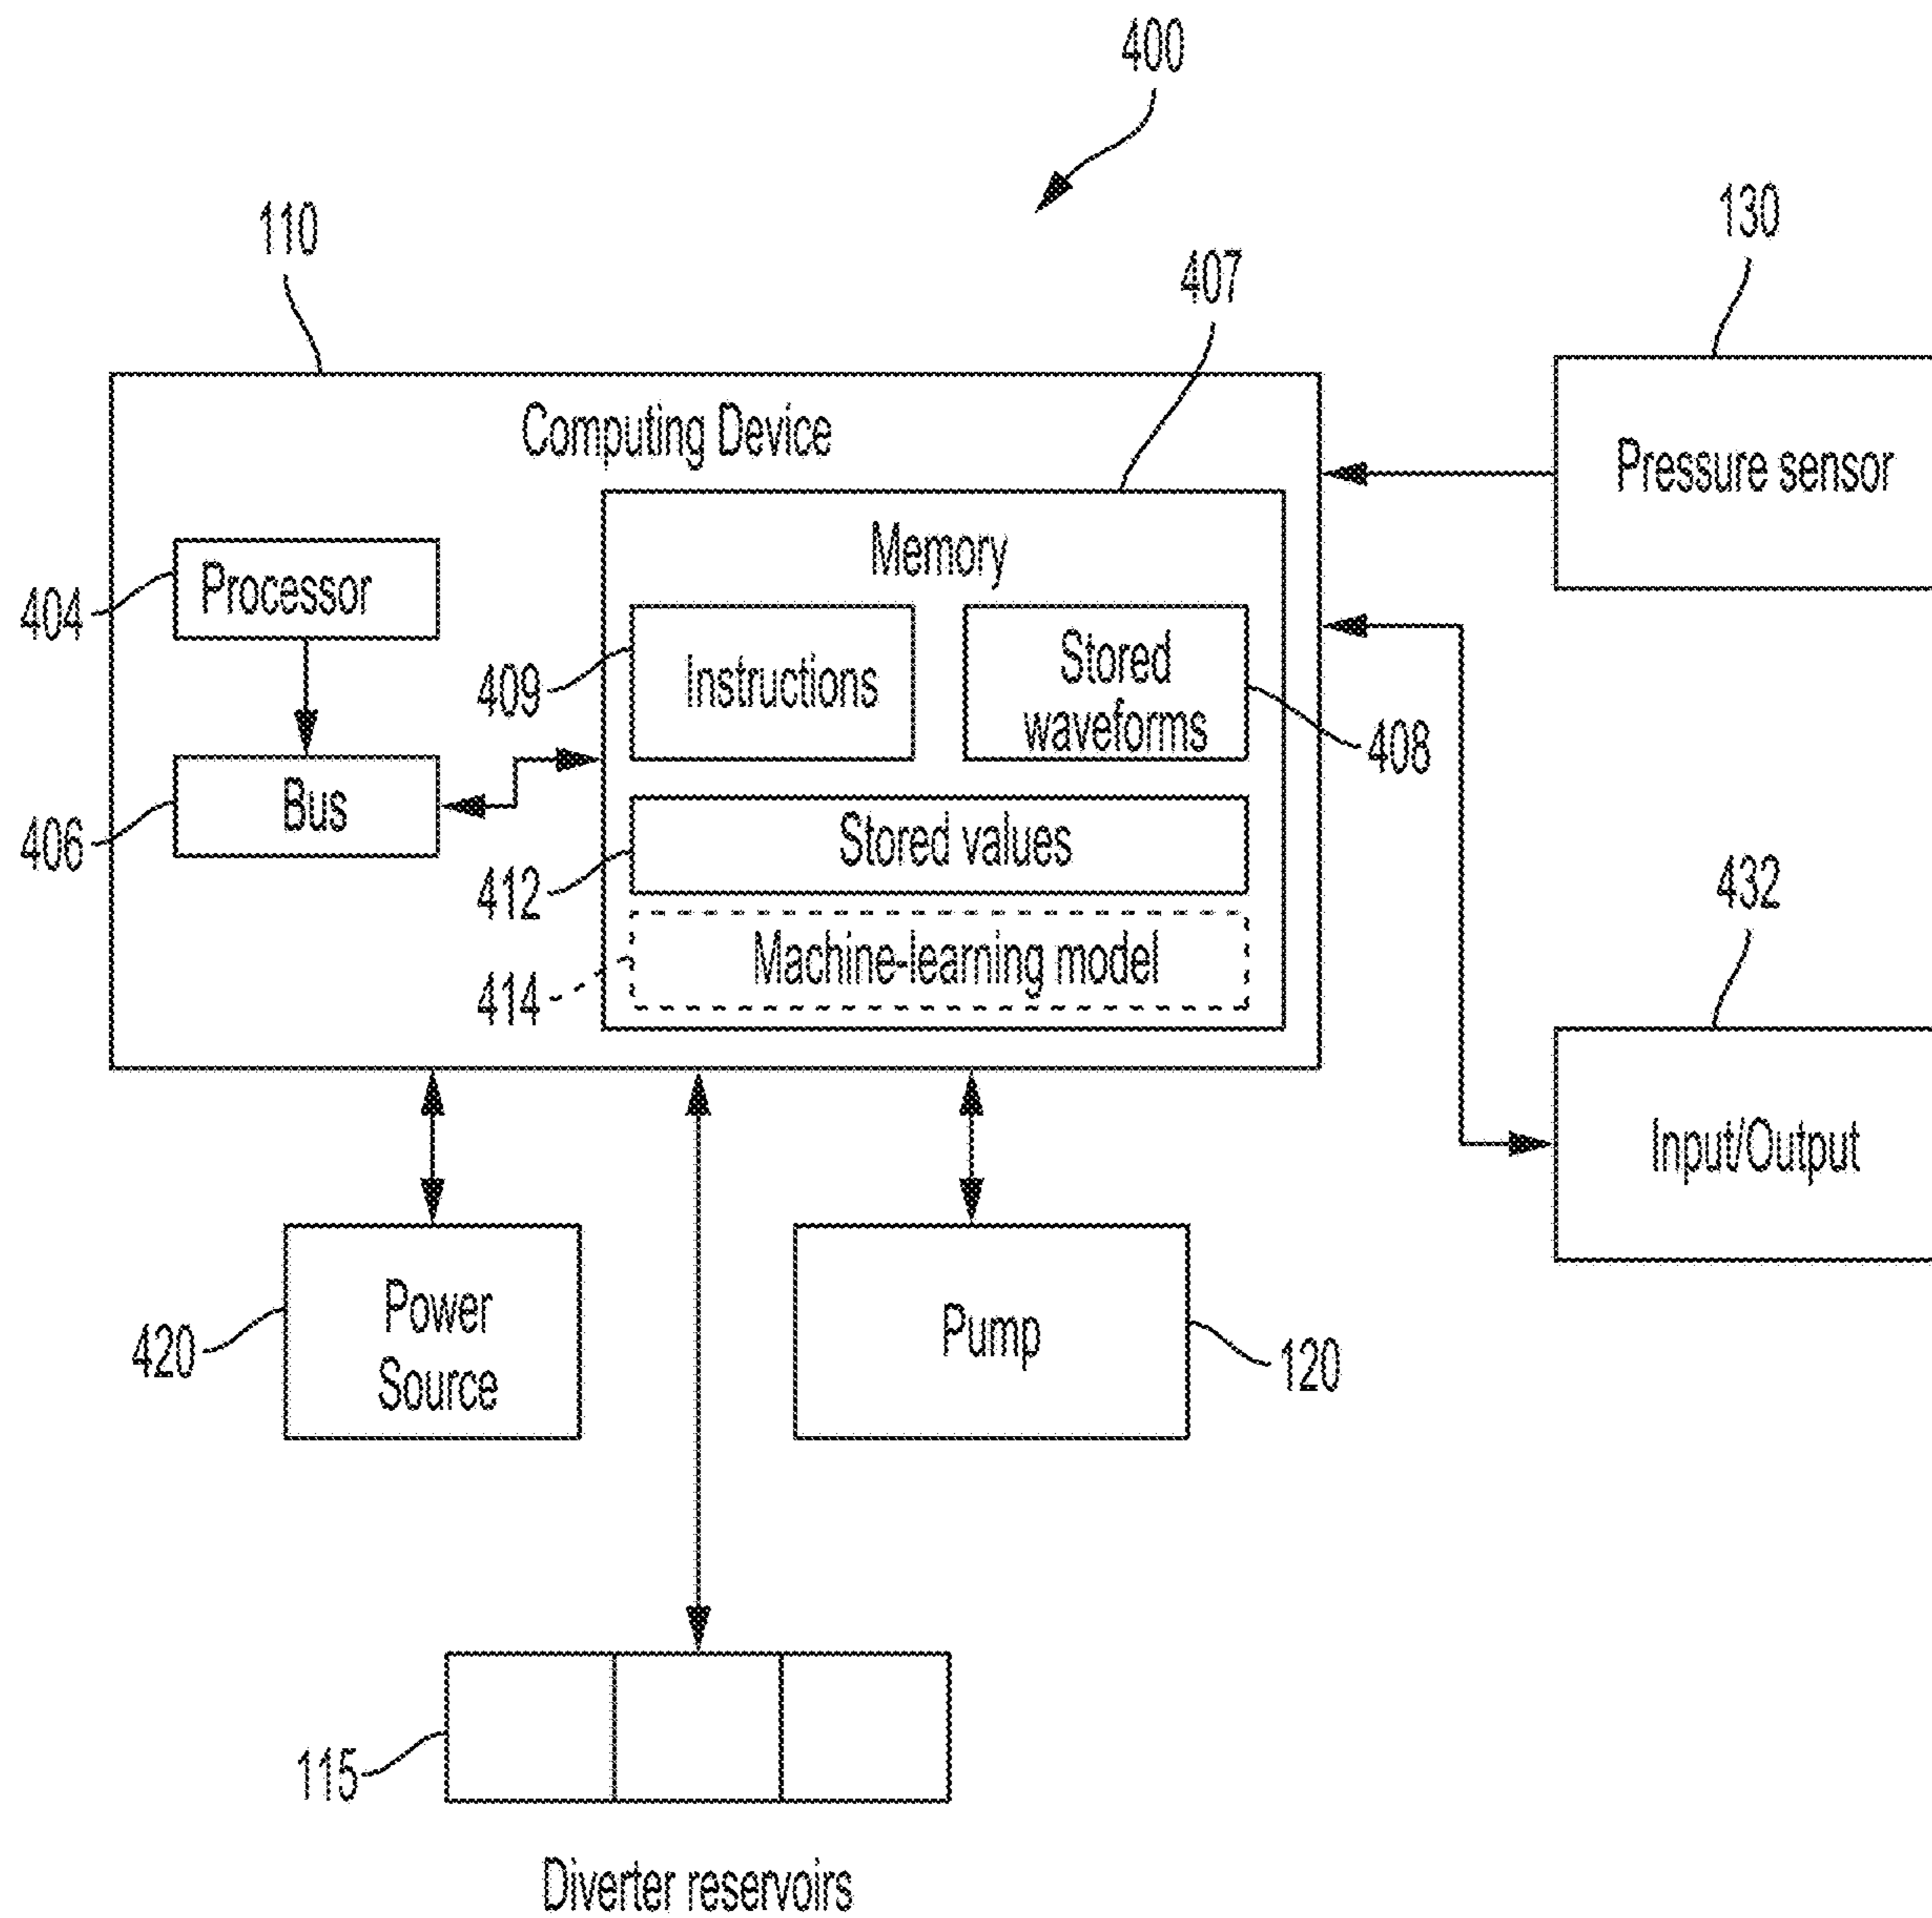 400
110
130
407
Computing Device
Pressure sensor
Memory
Processor
404
Instructions
Stored
waveforms
409
408
Bus
406
Stored values
412
432
Machine-learning model
414
Input/Output
Power
Source
420
Pump
120
115
Diverter reservoirs